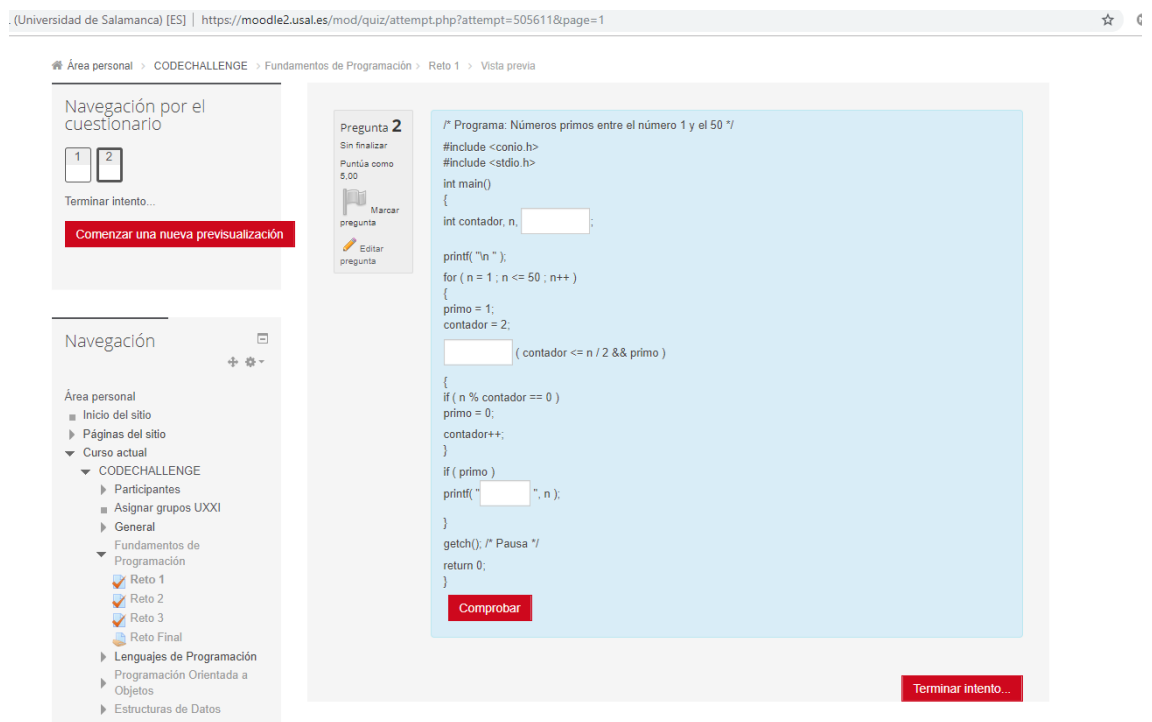 . (Universidad de Salamanca) [ES] | https://moodle2.usal.es/mod/quiz/attempt.php?attempt=505611&page=1
Área personal > CODECHALLENGE > Fundamentos de Programación > Reto 1 > Vista previa
Navegación por el
cuestionario
1 2
Terminar intento...
Comenzar una nueva previsualización
Navegación
Área personal
Inicio del sitio
Páginas del sitio
Curso actual
CODECHALLENGE
Participantes
Asignar grupos UXXI
General
Fundamentos de
Programación
Reto 1
Reto 2
Reto 3
Reto Final
Lenguajes de Programación
Programación Orientada a
Objetos
Estructuras de Datos
Pregunta 2
Sin finalizar
Puntúa como
5,00
Marcar
pregunta
Editar
pregunta
/* Programa: Números primos entre el número 1 y el 50 */
#include <conio.h>
#include <stdio.h>
int main()
{
int contador, n, ;
printf( "\n " );
for ( n = 1 ; n <= 50 ; n++ )
{
primo = 1;
contador = 2;
( contador <= n / 2 && primo )
{
if ( n % contador == 0 )
primo = 0;
contador++;
}
if ( primo )
printf( " ", n );
}
getch(); /* Pausa */
return 0;
}
Comprobar
Terminar intento...